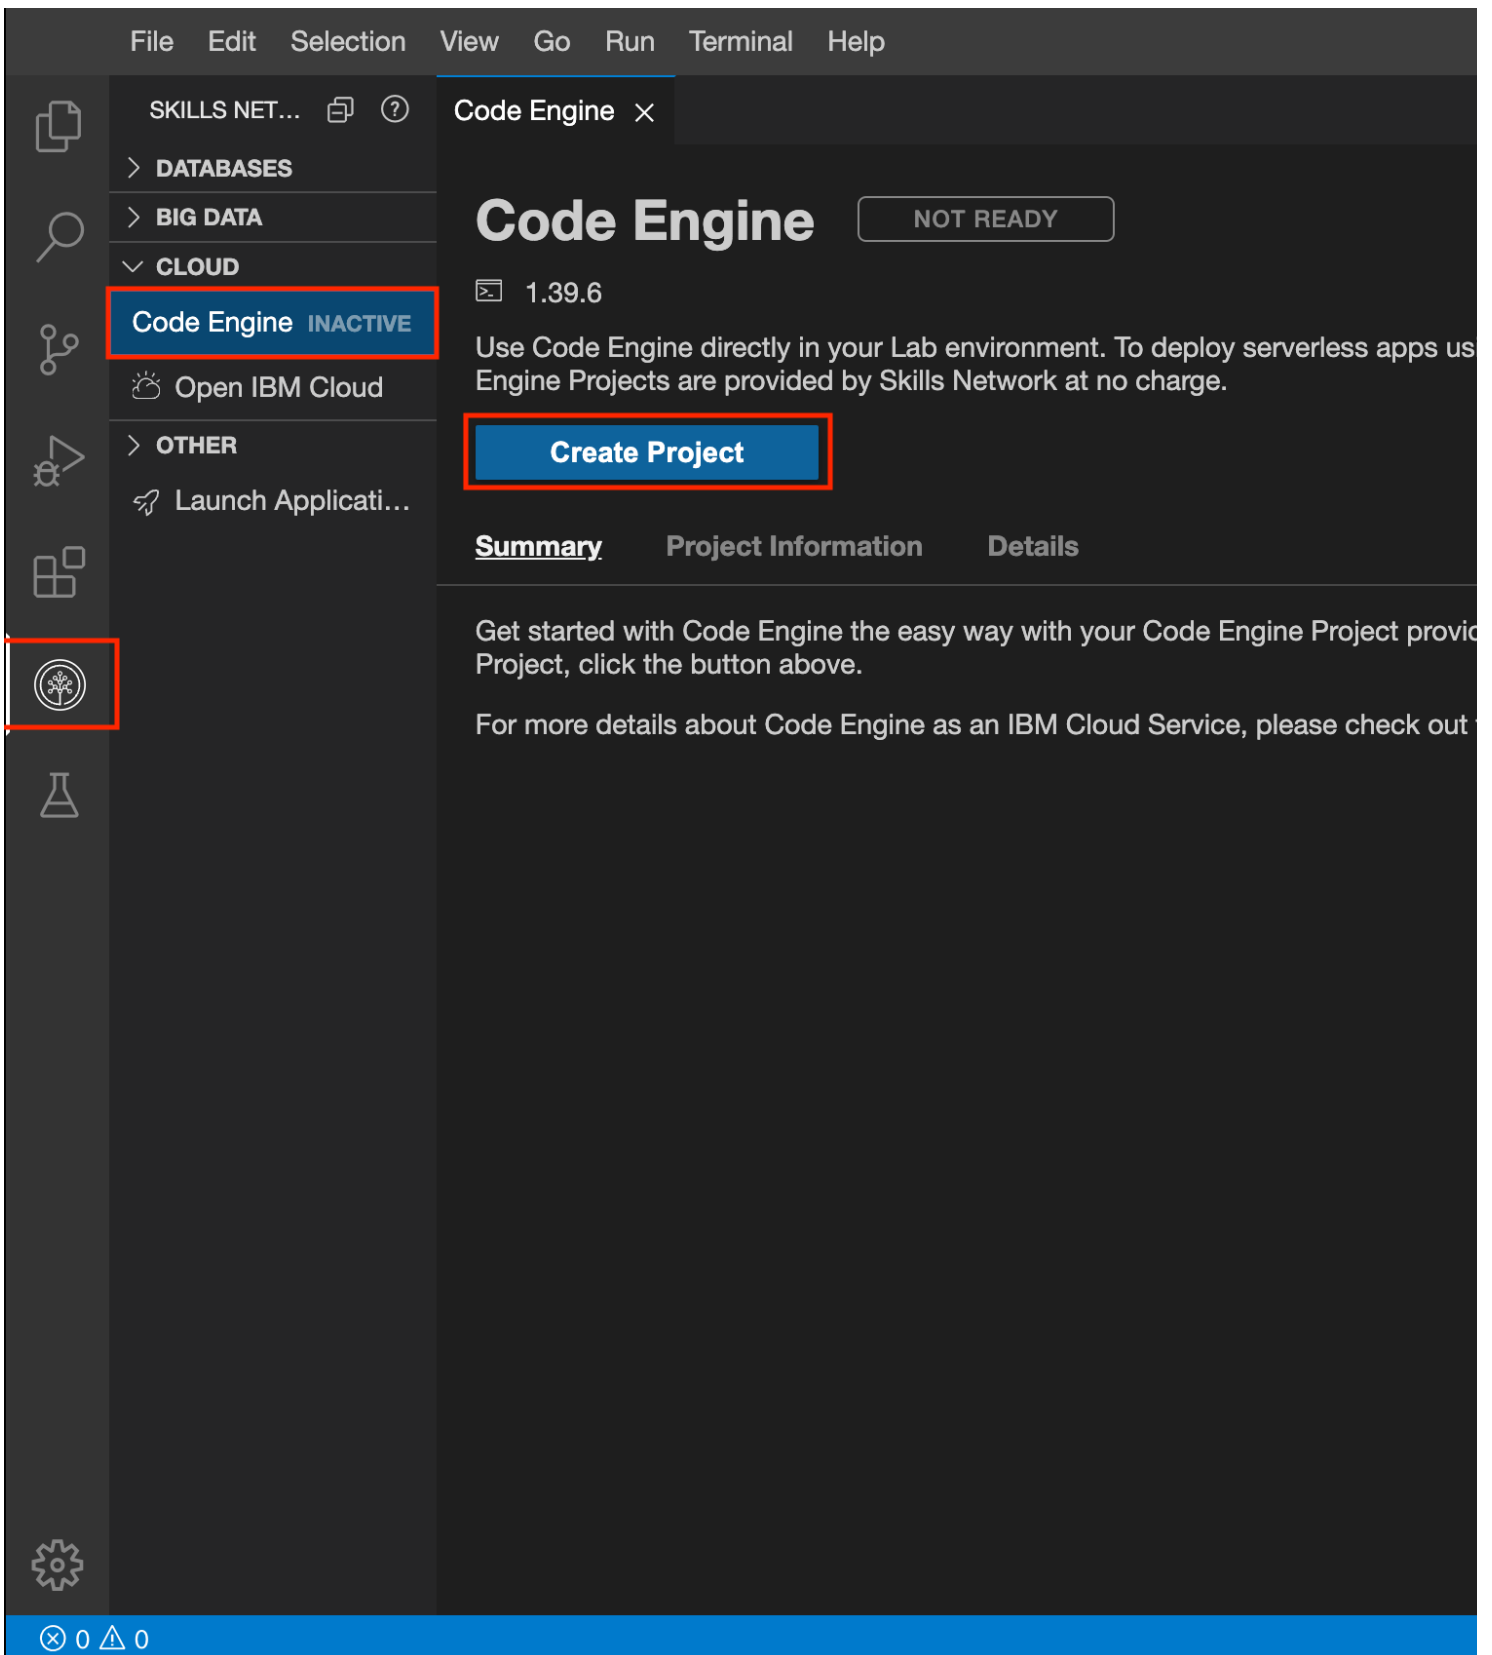 File Edit Selection View Go Run Terminal Help
SKILLS NET...
Code Engine
DATABASES
BIG DATA
CLOUD
Code Engine INACTIVE
Open IBM Cloud
OTHER
Launch Applicati...
Code Engine NOT READY
1.39.6
Use Code Engine directly in your Lab environment. To deploy serverless apps usi
Engine Projects are provided by Skills Network at no charge.
Create Project
Summary Project Information Details
Get started with Code Engine the easy way with your Code Engine Project provid
Project, click the button above.
For more details about Code Engine as an IBM Cloud Service, please check out
0 0